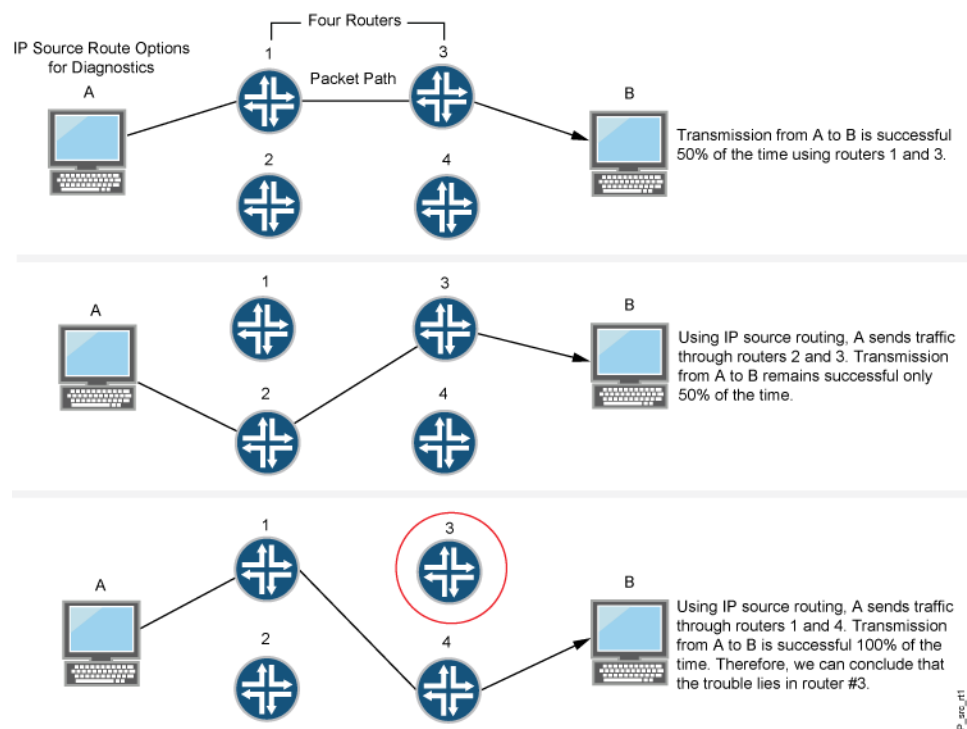 Four Routers
IP Source Route Options
for Diagnostics
1
3
A
Packet Path
B
Transmission from A to B is successful
50% of the time using routers 1 and 3.
2
4
1
3
A
B
Using IP source routing, A sends traffic
through routers 2 and 3. Transmission
from A to B remains successful only
50% of the time.
2
4
1
3
A
B
Using IP source routing, A sends traffic
through routers 1 and 4. Transmission
from A to B is successful 100% of the
time. Therefore, we can conclude that
the trouble lies in router #3.
2
4
P_src_rt1